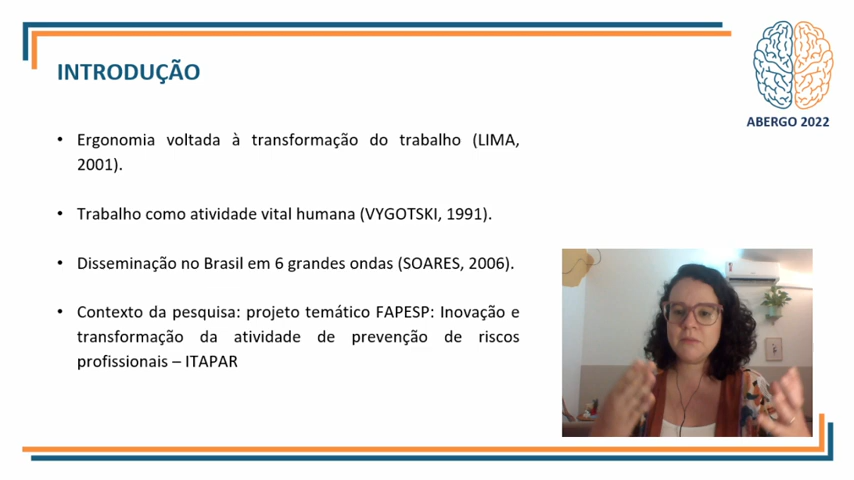 INTRODUÇÃO
ABERGO 2022
• Ergonomia voltada à transformação do trabalho (LIMA,
2001).
• Trabalho como atividade vital humana (VYGOTSKI, 1991).
• Disseminação no Brasil em 6 grandes ondas (SOARES, 2006).
• Contexto da pesquisa: projeto temático FAPESP: Inovação e
transformação da atividade de prevenção de riscos
profissionais – ITAPAR